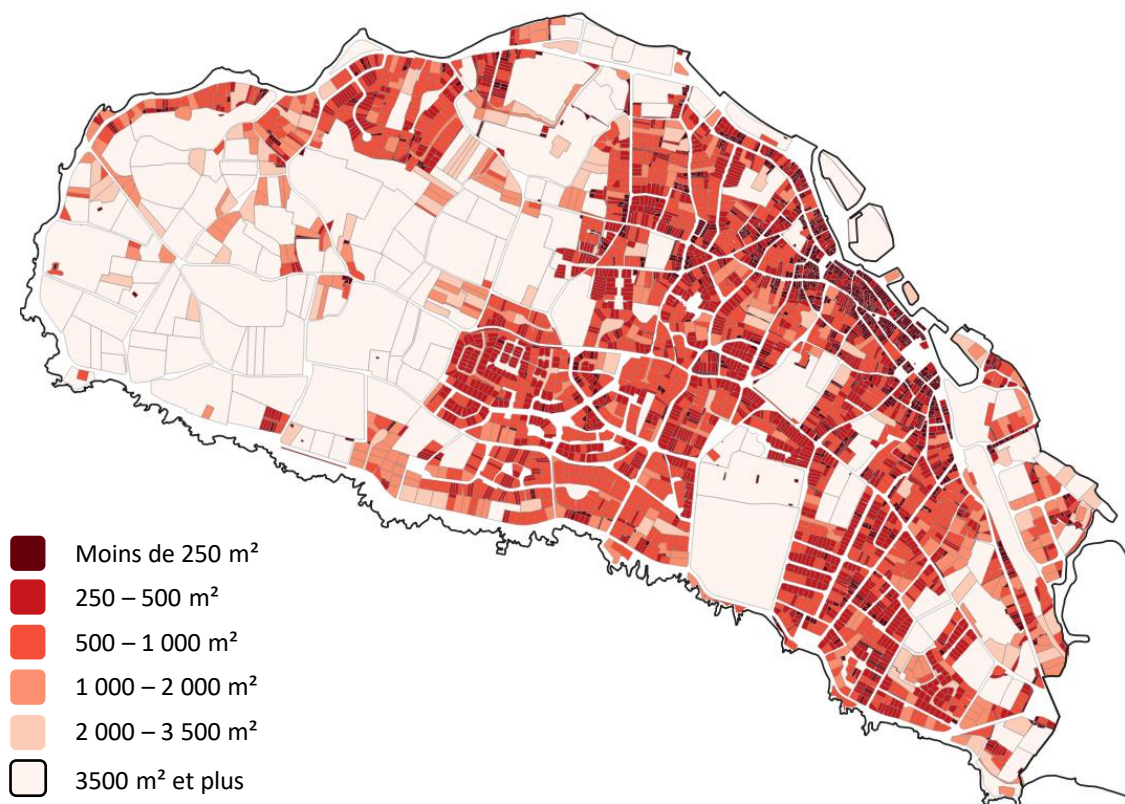 Moins de 250 m²
250 – 500 m²
500 – 1 000 m²
1 000 – 2 000 m²
2 000 – 3 500 m²
3500 m² et plus